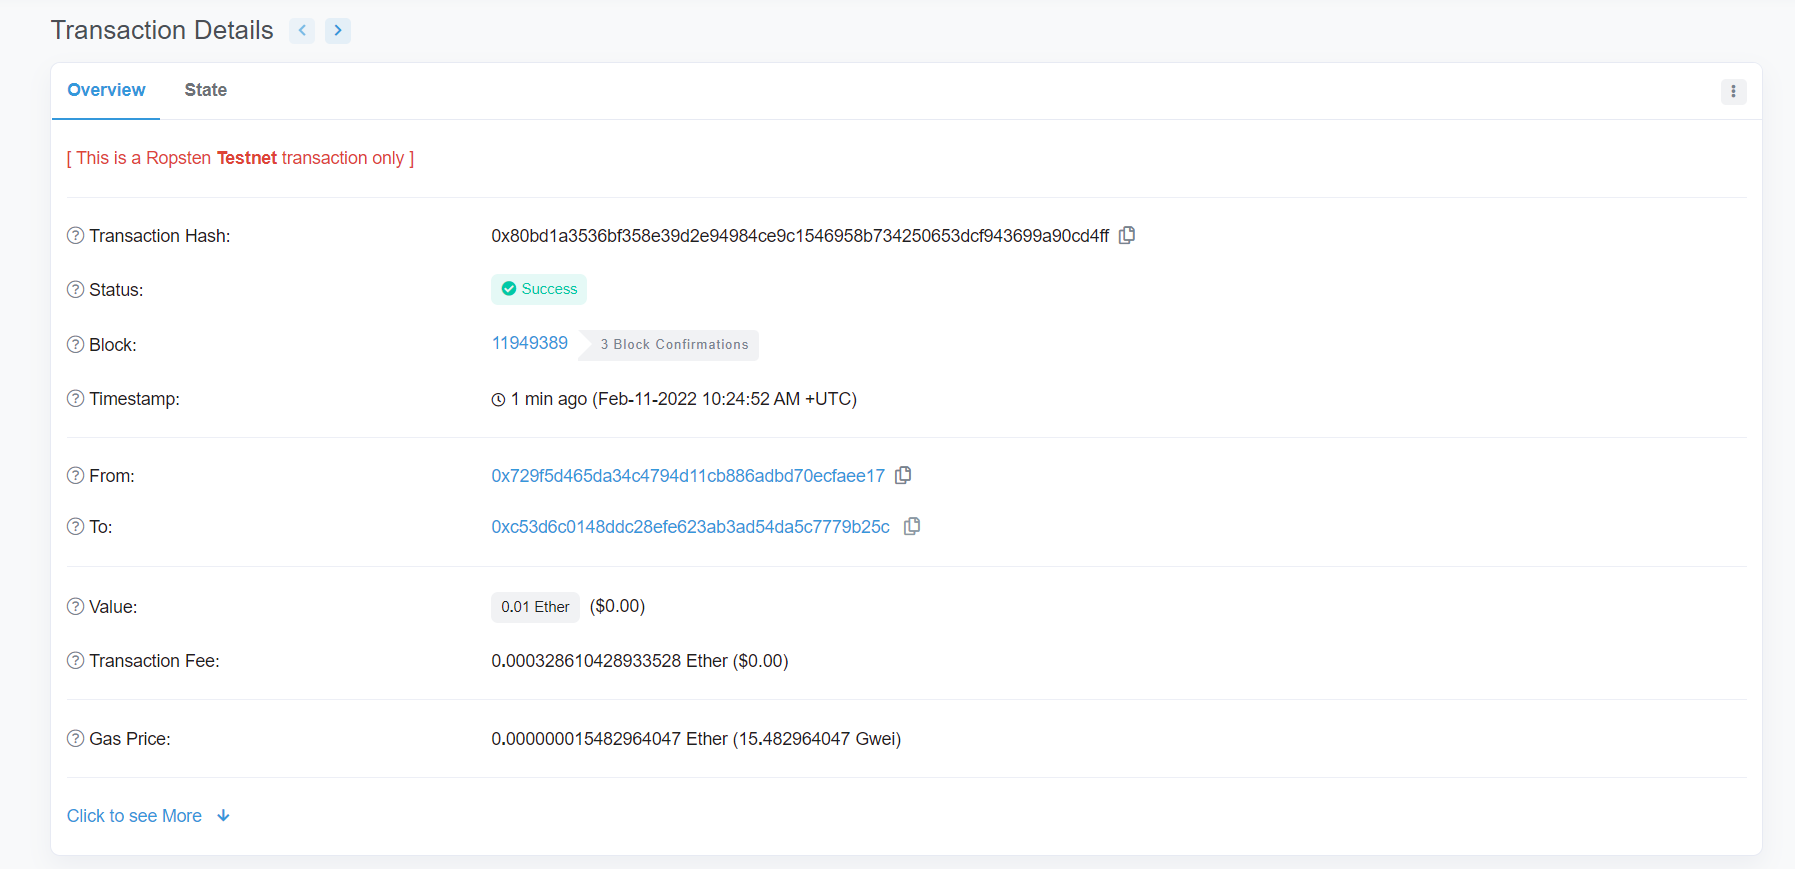 Transaction Details
Overview State
[ This is a Ropsten Testnet transaction only ]
Transaction Hash: 0x80bd1a3536bf358e39d2e94984ce9c1546958b734250653dcf943699a90cd4ff
Status: Success
Block: 11949389 3 Block Confirmations
Timestamp: 1 min ago (Feb-11-2022 10:24:52 AM +UTC)
From: 0x729f5d465da34c4794d11cb886adbd70ecfaee17
To: 0xc53d6c0148ddc28efe623ab3ad54da5c7779b25c
Value: 0.01 Ether ($0.00)
Transaction Fee: 0.000328610428933528 Ether ($0.00)
Gas Price: 0.000000015482964047 Ether (15.482964047 Gwei)
Click to see More